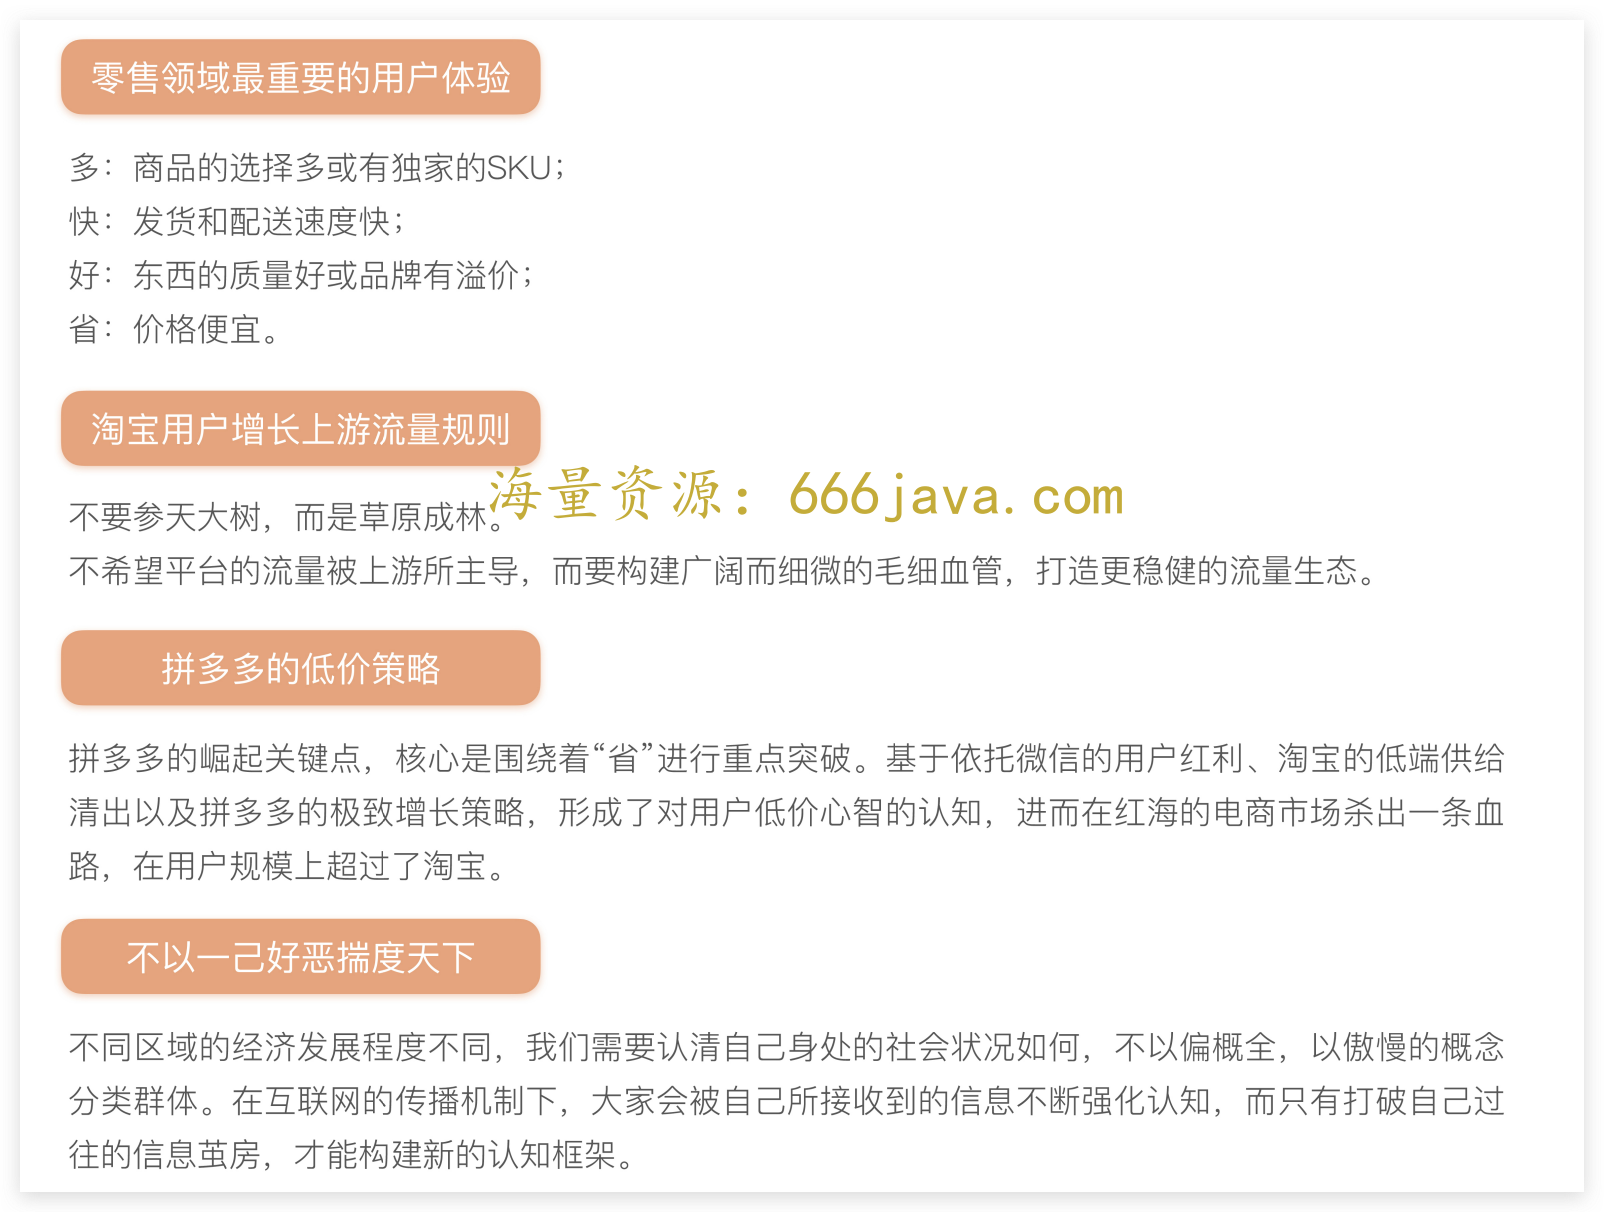 零售领域最重要的用户体验
多：商品的选择多或有独家的SKU；
快：发货和配送速度快；
好：东西的质量好或品牌有溢价；
省：价格便宜。
淘宝用户增长上游流量规则
海量资源：666java.com
不要参天大树，而是草原成林。
不希望平台的流量被上游所主导，而要构建广阔而细微的毛细血管，打造更稳健的流量生态。
拼多多的低价策略
拼多多的崛起关键点，核心是围绕着“省”进行重点突破。基于依托微信的用户红利、淘宝的低端供给
清出以及拼多多的极致增长策略，形成了对用户低价心智的认知，进而在红海的电商市场杀出一条血
路，在用户规模上超过了淘宝。
不以一己好恶揣度天下
不同区域的经济发展程度不同，我们需要认清自己身处的社会状况如何，不以偏概全，以傲慢的概念
分类群体。在互联网的传播机制下，大家会被自己所接收到的信息不断强化认知，而只有打破自己过
往的信息茧房，才能构建新的认知框架。